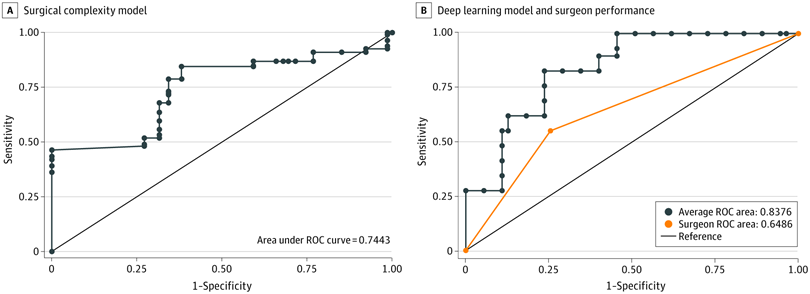 A Surgical complexity model
1.00
0.75
0.50
0.25
0
Sensitivity
0
0.25
0.50
0.75
1.00
1-Specificity
Area under ROC curve = 0.7443
B Deep learning model and surgeon performance
1.00
0.75
0.50
0.25
0
Sensitivity
0
0.25
0.50
0.75
1.00
1-Specificity
Average ROC area: 0.8376
Surgeon ROC area: 0.6486
Reference